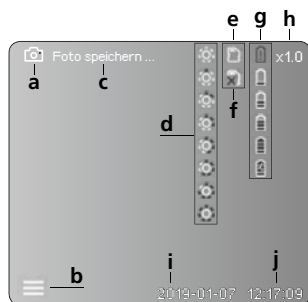 e g h
Foto speichern ... x1.0
a c f
d
b i j
2019-01-07 12:17:09